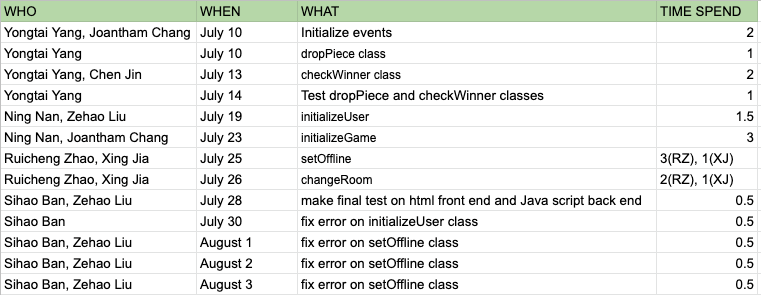 WHO WHEN WHAT TIME SPEND
Yongtai Yang, Joantham Chang July 10 Initialize events 2
Yongtai Yang July 10 dropPiece class 1
Yongtai Yang, Chen Jin July 13 checkWinner class 2
Yongtai Yang July 14 Test dropPiece and checkWinner classes 1
Ning Nan, Zehao Liu July 19 initializeUser 1.5
Ning Nan, Joantham Chang July 23 initializeGame 3
Ruicheng Zhao, Xing Jia July 25 setOffline 3(RZ), 1(XJ)
Ruicheng Zhao, Xing Jia July 26 changeRoom 2(RZ), 1(XJ)
Sihao Ban, Zehao Liu July 28 make final test on html front end and Java script back end 0.5
Sihao Ban July 30 fix error on initializeUser class 0.5
Sihao Ban, Zehao Liu August 1 fix error on setOffline class 0.5
Sihao Ban, Zehao Liu August 2 fix error on setOffline class 0.5
Sihao Ban, Zehao Liu August 3 fix error on setOffline class 0.5